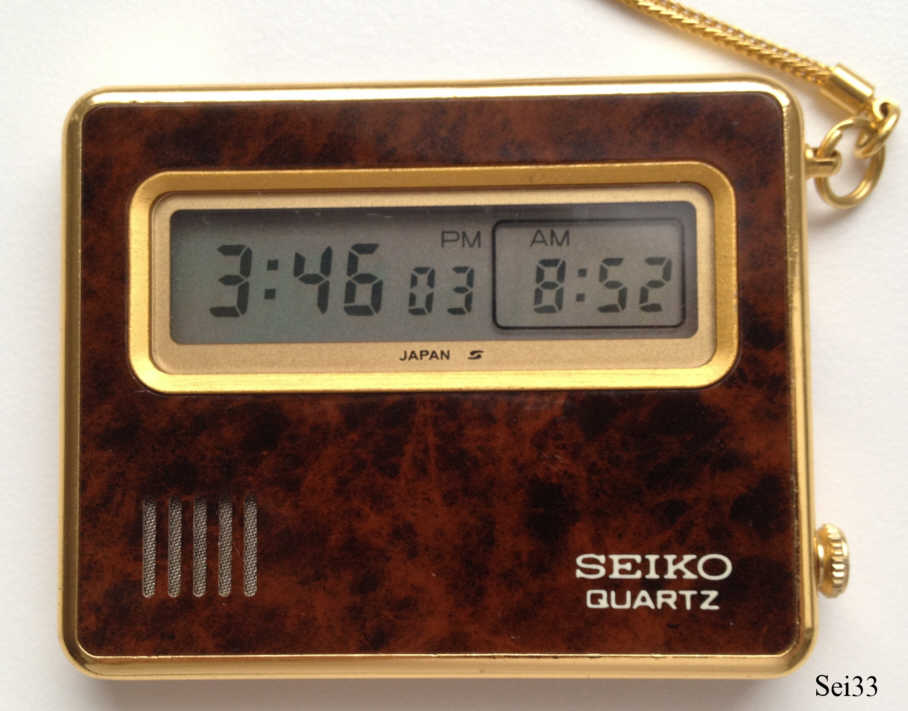 PM AM
3:46 03 8:52
JAPAN S
SEIKO
QUARTZ
Sei33